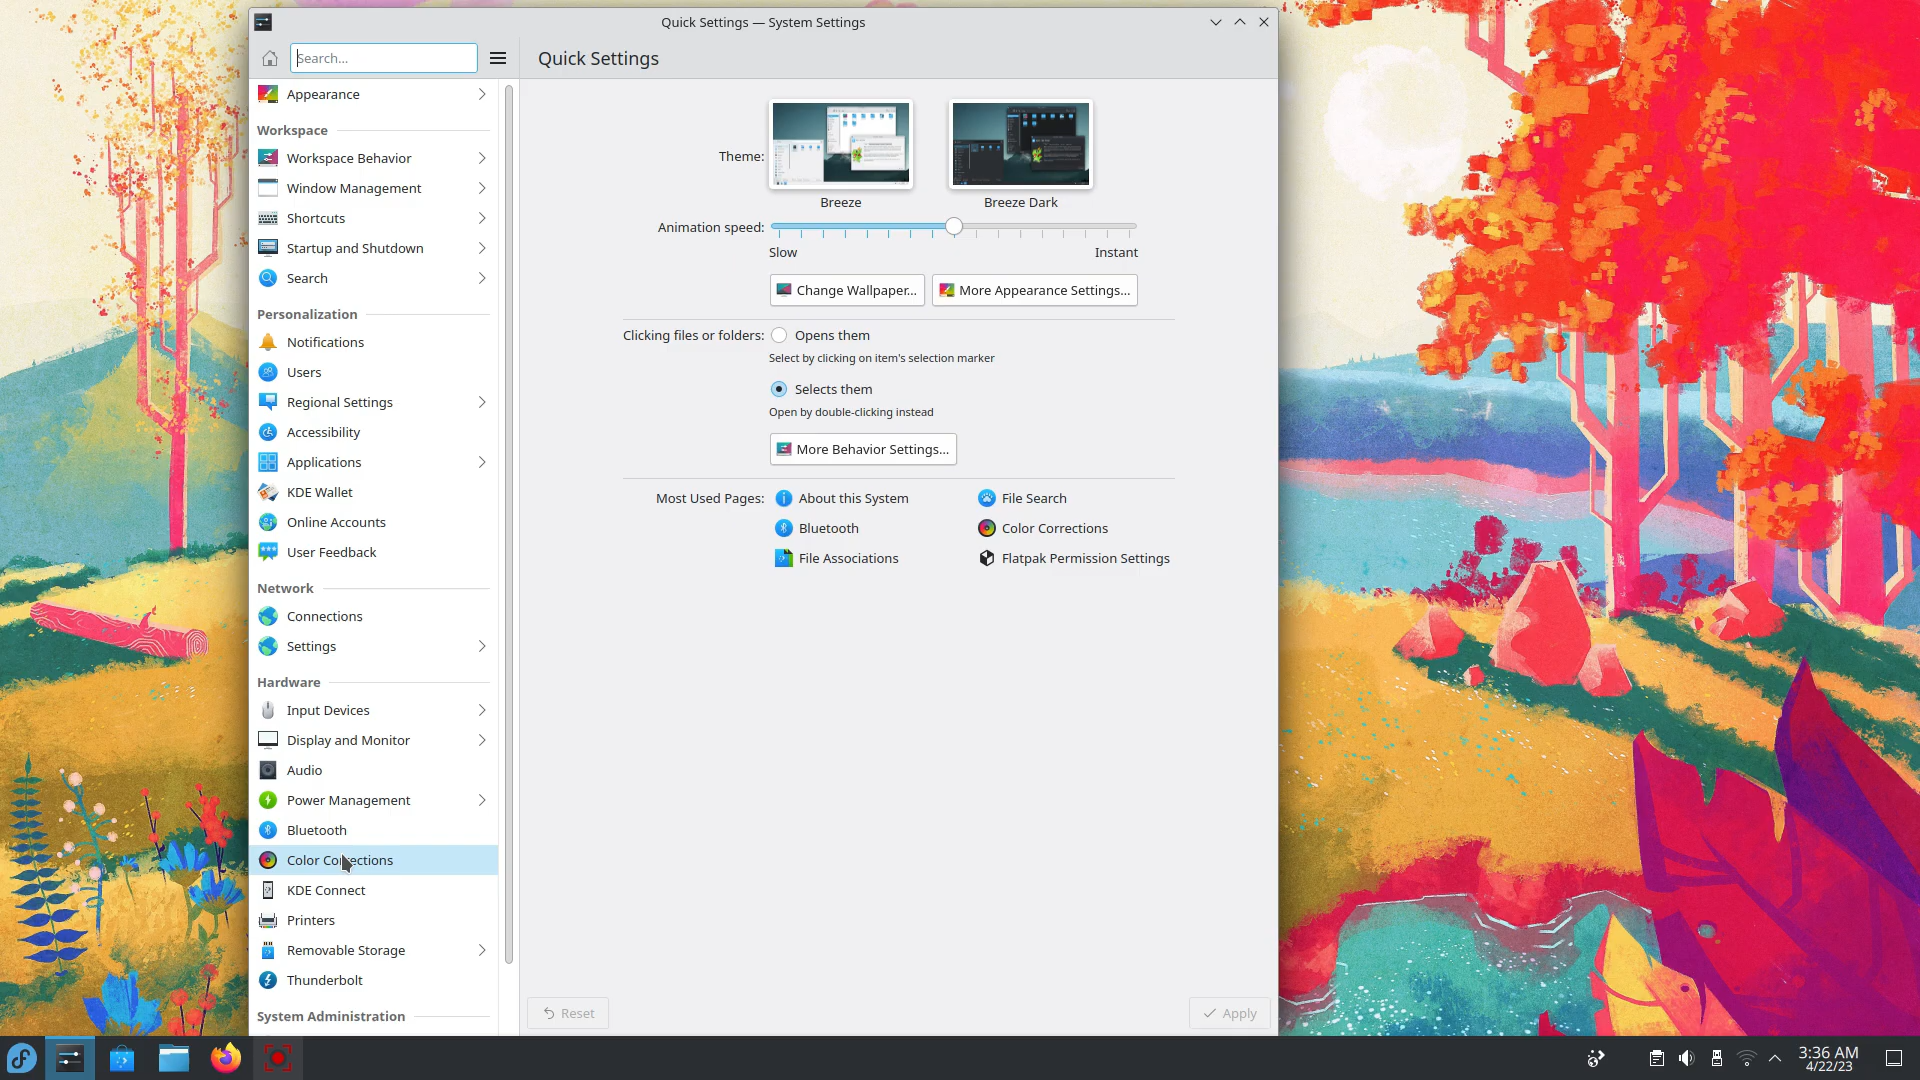 Quick Settings — System Settings
Search...
Quick Settings
Appearance
Workspace
Workspace Behavior
Window Management
Shortcuts
Startup and Shutdown
Search
Personalization
Notifications
Users
Regional Settings
Accessibility
Applications
KDE Wallet
Online Accounts
User Feedback
Network
Connections
Settings
Hardware
Input Devices
Display and Monitor
Audio
Power Management
Bluetooth
Color Corrections
KDE Connect
Printers
Removable Storage
Thunderbolt
System Administration
Theme:
Breeze
Breeze Dark
Animation speed:
Slow
Instant
Change Wallpaper...
More Appearance Settings...
Clicking files or folders:
Opens them
Select by clicking on item's selection marker
Selects them
Open by double-clicking instead
More Behavior Settings...
Most Used Pages:
About this System
File Search
Bluetooth
Color Corrections
File Associations
Flatpak Permission Settings
Reset
Apply
3:36 AM
4/22/23